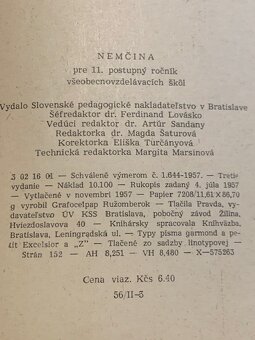 NEMČINA
pre 11. postupný ročník
všeobecnovzdelávacích škôl
Vydalo Slovenské pedagogické nakladateľstvo v Bratislave
Šéfredaktor dr. Ferdinand Lovásko
Vedúci redaktor dr. Artúr Sandany
Redaktorka dr. Magda Šaturová
Korektorka Eliška Turčányová
Technická redaktorka Margita Marsinová
3 02 16 01 — Schválené výmerom č. 1.644-1957. — Tretie
vydanie — Náklad 10.100 — Rukopis zadaný 4. júla 1957
— Vytlačené v novembri 1957 — Papier 7208/11,61 X 86,70
g vyrobil Grafocelpap Ružomberok — Tlačila Pravda, vy-
davateľstvo ÚV KSS Bratislava, pobočný závod Žilina,
Hviezdoslavova 40 — Knihársky spracovala Knihväzba,
Bratislava, Leningradská ul. — Typy písma garmond a pe-
tit Excelsior a „Z" — Tlačené zo sadzby linotypovej —
Strán 152 — AH 8,251 — VH 8,480 — X—575263
Cena viaz. Kčs 6.40
56/II-3